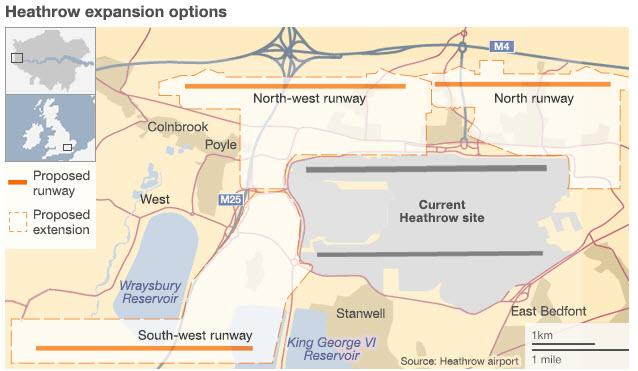 Heathrow expansion options
M4
North-west runway
North runway
Colnbrook
Poyle
Proposed
runway
West
M25
Current
Heathrow site
Proposed
extension
Wraysbury
Reservoir
Stanwell
East Bedfont
South-west runway
King George VI
Reservoir
1km
Source: Heathrow airport
1 mile